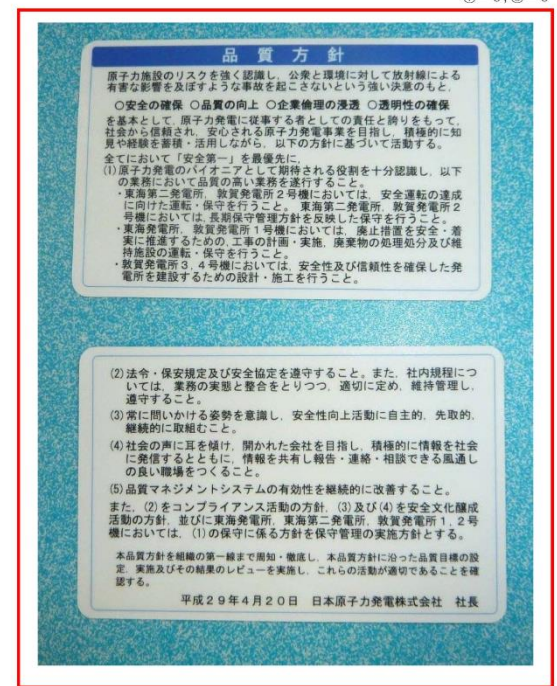 品質方針
原子力施設のリスクを強く認識し、公衆と環境に対して放射線による
有害な影響を及ぼすような事故を起こさないという強い決意のもと、
○安全の確保 ○品質の向上 ○企業倫理の浸透 ○透明性の確保
を基本として、原子力発電に従事する者としての責任と誇りをもって、
社会から信頼され、安心される原子力発電事業を目指し、積極的に知
見や経験を蓄積・活用しながら、以下の方針に基づいて活動する。
全てにおいて「安全第一」を最優先に、
(1)原子力発電のパイオニアとして期待される役割を十分認識し、以下
の業務において品質の高い業務を遂行すること。
・東海第二発電所、敦賀発電所2号機においては、安全運転の達成
に向けた運転・保守を行うこと。東海第二発電所、敦賀発電所2
号機においては、長期保守管理方針を反映した保守を行うこと。
・東海発電所、敦賀発電所1号機においては、廃止措置を安全・着
実に推進するための、工事の計画・実施、廃棄物の処理処分及び維
持施設の運転・保守を行うこと。
・敦賀発電所3，4号機においては、安全性及び信頼性を確保した発
電所を建設するための設計・施工を行うこと。
(2)法令・保安規定及び安全協定を遵守すること。また、社内規程につ
いては、業務の実態と整合をとりつつ、適切に定め、維持管理し、
遵守すること。
(3)常に問いかける姿勢を意識し、安全性向上活動に自主的、先取的、
継続的に取組むこと。
(4)社会の声に耳を傾け、開かれた会社を目指し、積極的に情報を社会
に発信するとともに、情報を共有し報告・連絡・相談できる風通し
の良い職場をつくること。
(5)品質マネジメントシステムの有効性を継続的に改善すること。
また、(2)をコンプライアンス活動の方針、(3)及び(4)を安全文化醸成
活動の方針、並びに東海発電所、東海第二発電所、敦賀発電所1，2号
機においては、(1)の保守に係る方針を保守管理の実施方針とする。
本品質方針を組織の第一線まで周知・徹底し、本品質方針に沿った品質目標の設
定、実施及びその結果のレビューを実施し、これらの活動が適切であることを確
認する。
平成29年4月20日 日本原子力発電株式会社 社長